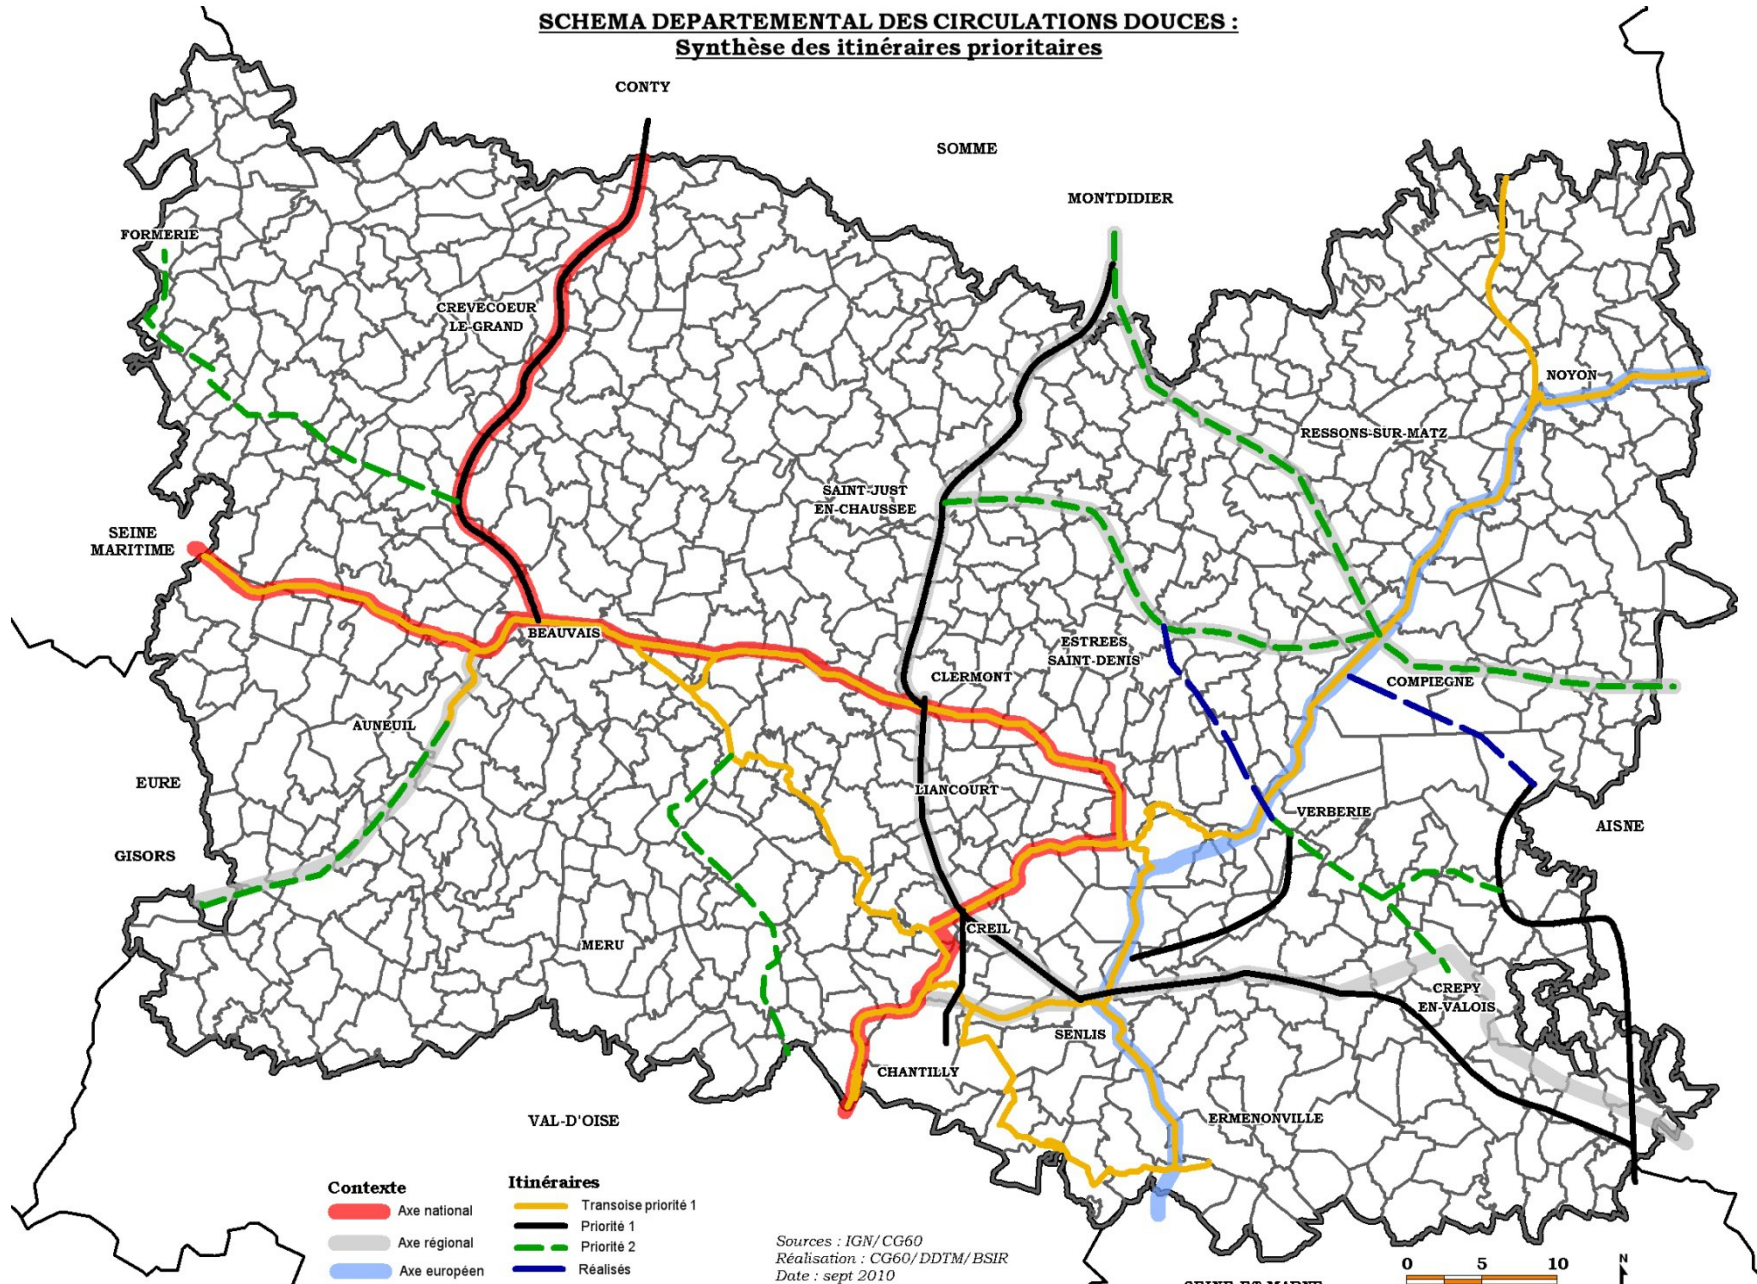 SCHEMA DEPARTEMENTAL DES CIRCULATIONS DOUCES :
Synthèse des itinéraires prioritaires
CONTY
SOMME
MONTDIDIER
FORMERIE
CREVECOEUR
LE-GRAND
NOYON
RESSONS-SUR-MATZ
SAINT-JUST
EN-CHAUSSEE
SEINE
MARITIME
BEAUVAIS
ESTREES
SAINT-DENIS
CLERMONT
COMPIEGNE
AUNEUIL
EURE
LIANCOURT
VERBERIE
AISNE
GISORS
MERU
CREIL
CREPY
EN-VALOIS
SENLIS
CHANTILLY
VAL-D'OISE
ERMENONVILLE
Contexte
Axe national
Axe régional
Axe européen
Itinéraires
Transoise priorité 1
Priorité 1
Priorité 2
Réalisés
Sources : IGN/CG60
Réalisation : CG60/DDTM/BSIR
Date : sept 2010
0 5 10
N
SEINE-ET-MARNE